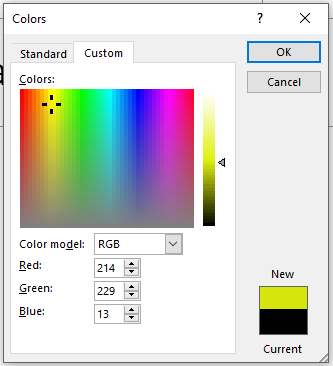 Colors ? ×
Standard Custom OK
Colors: Cancel
Color model: RGB
Red: 214
Green: 229
Blue: 13
New
Current